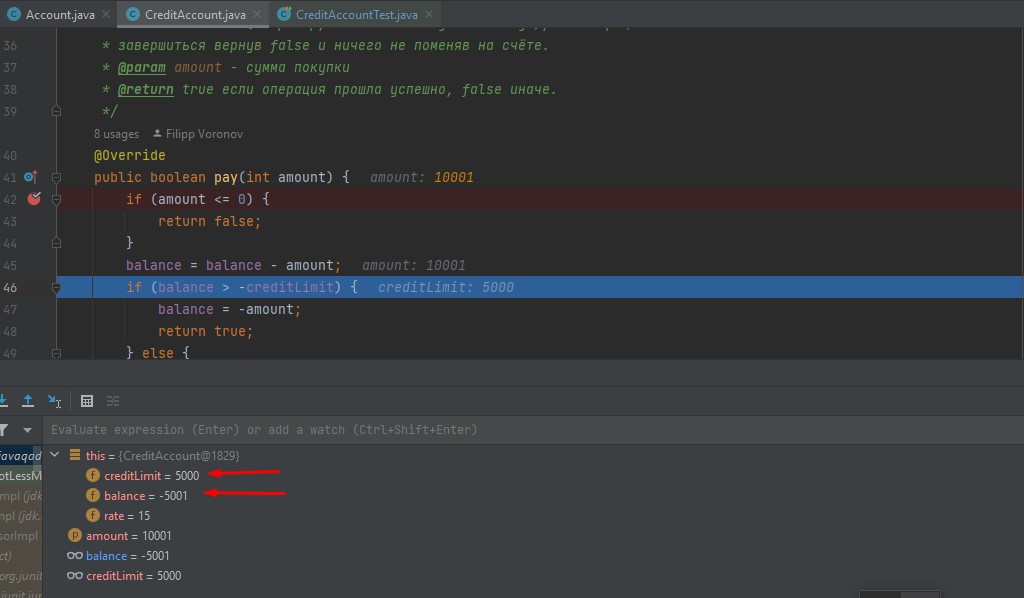 Account.java
CreditAccount.java
CreditAccountTest.java
36 * завершиться вернув false и ничего не поменяв на счёте.
37 * @param amount - сумма покупки
38 * @return true если операция прошла успешно, false иначе.
39 */
8 usages Filipp Voronov
40 @Override
41 public boolean pay(int amount) { amount: 10001
42 if (amount <= 0) {
43 return false;
44 }
45 balance = balance - amount; amount: 10001
46 if (balance > -creditLimit) { creditLimit: 5000
47 balance = -amount;
48 return true;
49 } else {
Evaluate expression (Enter) or add a watch (Ctrl+Shift+Enter)
javaqad
this = {CreditAccount@1829}
otLessM
creditLimit = 5000
mpl (jdk
balance = -5001
mpl (jdk.
rate = 15
sorImpl
amount = 10001
ct)
balance = -5001
org.junit
creditLimit = 5000